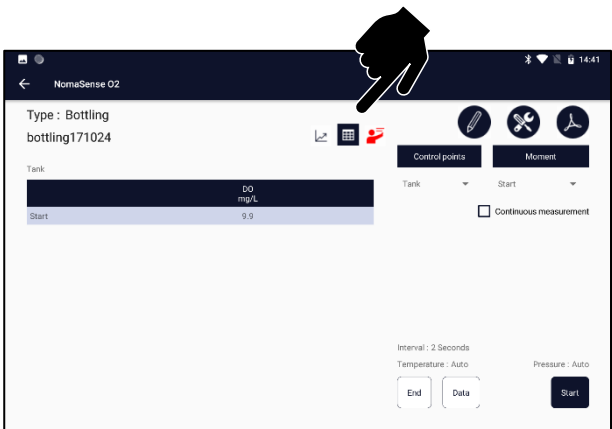 14:41
NomaSense O2
Type : Bottling
bottling171024
Tank
DO
mg/L
Start 9.9
Control points Moment
Tank Start
Continuous measurement
Interval : 2 Seconds
Temperature : Auto Pressure : Auto
End Data Start